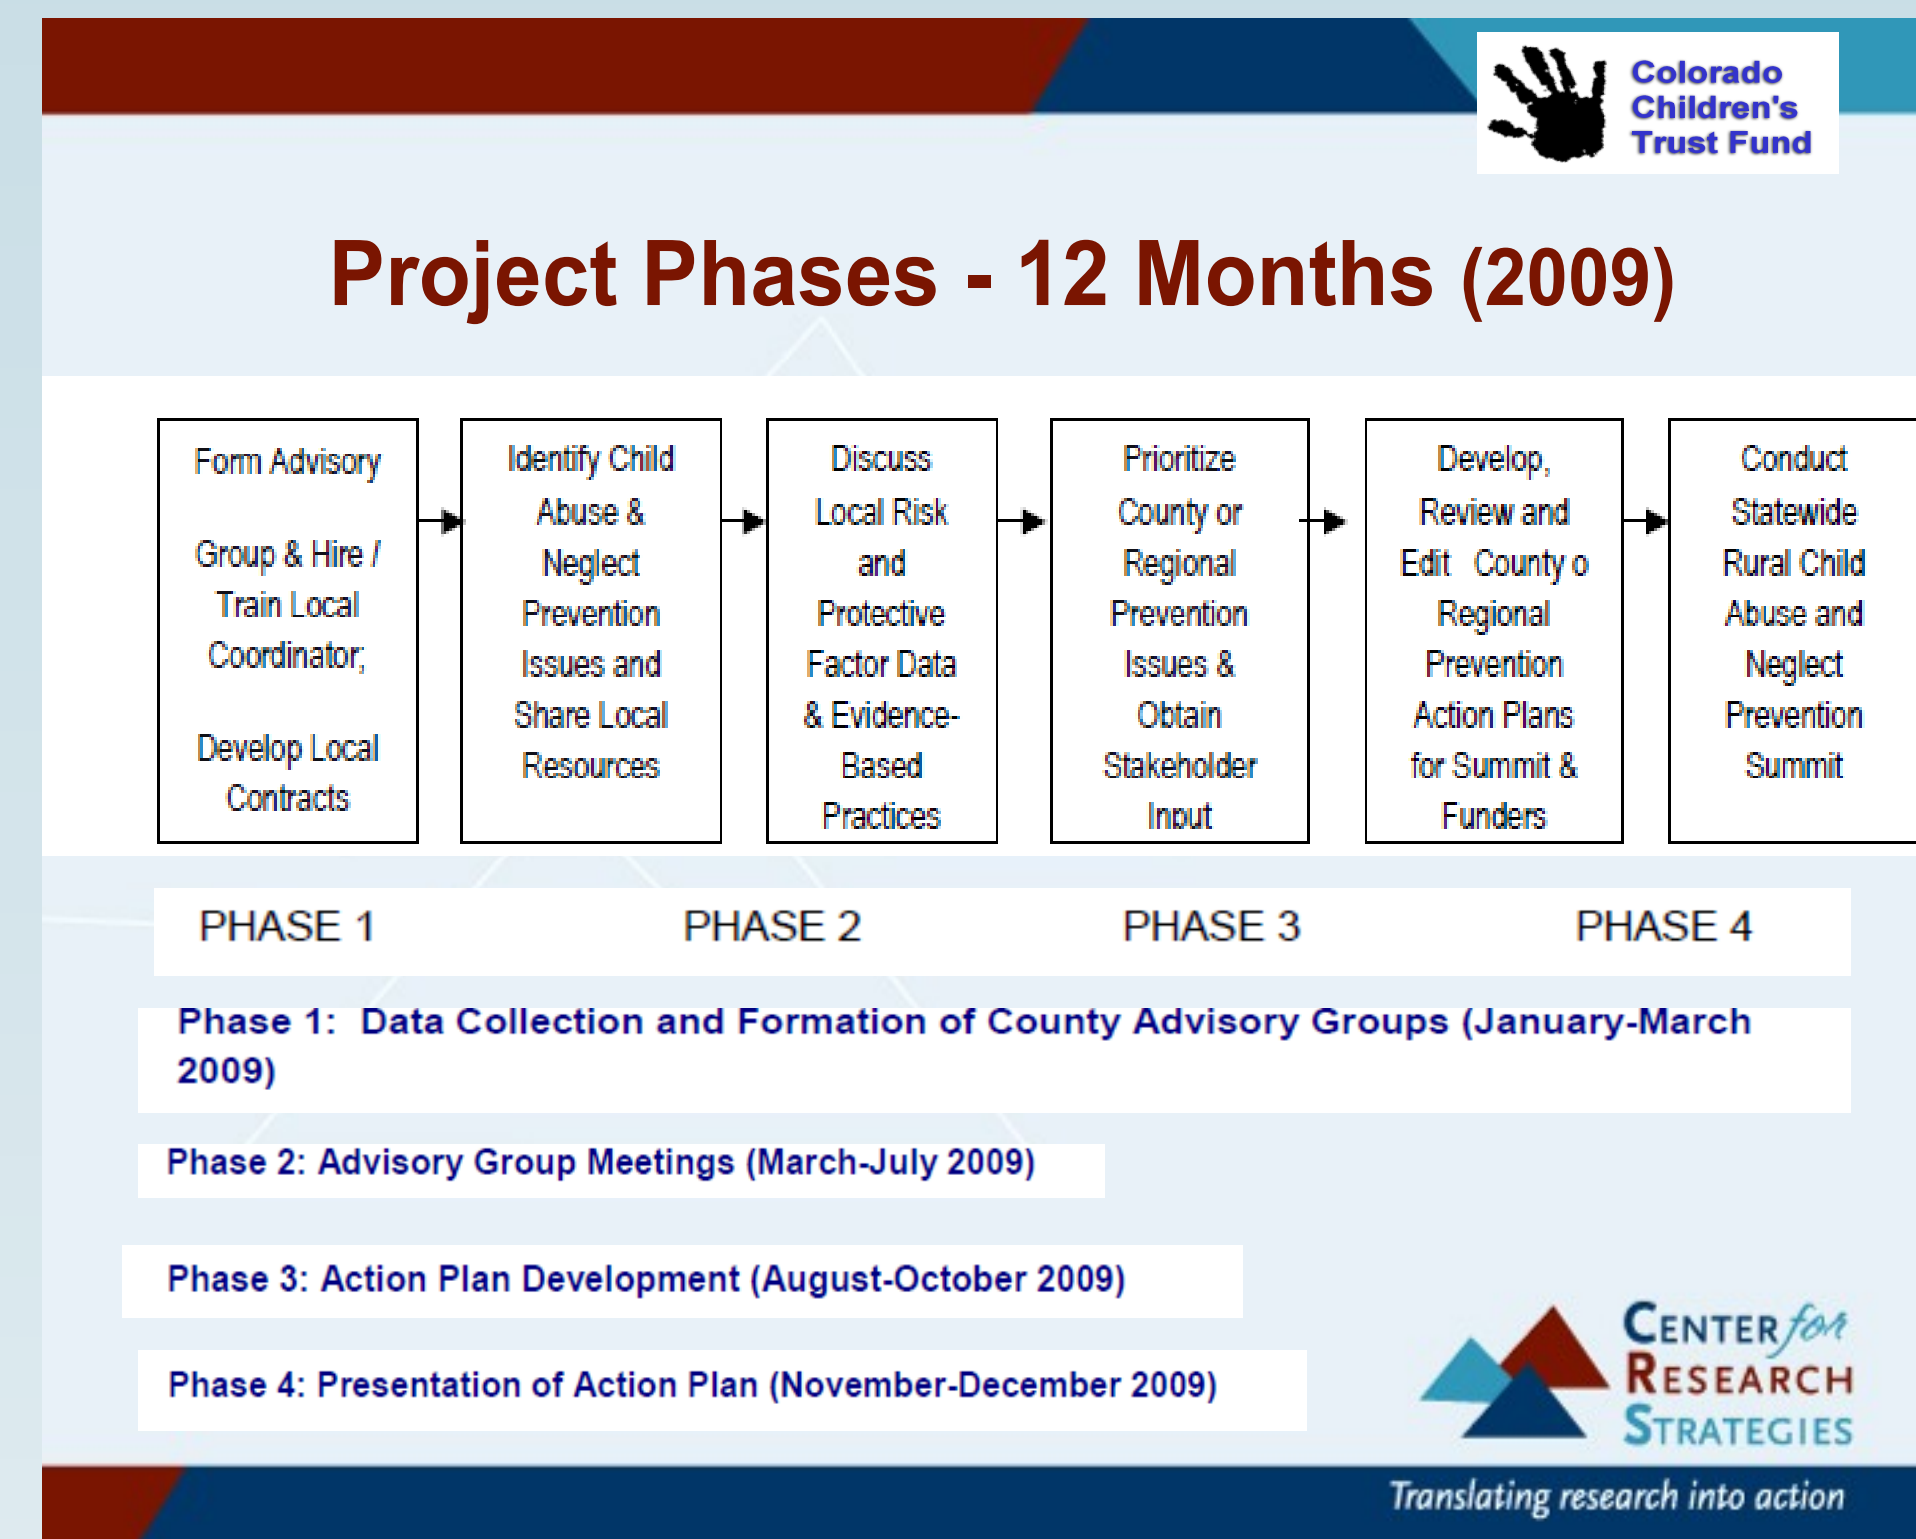 Colorado
Children's
Trust Fund
Project Phases - 12 Months (2009)
Form Advisory
Group & Hire /
Train Local
Coordinator;
Develop Local
Contracts
Identify Child
Abuse &
Neglect
Prevention
Issues and
Share Local
Resources
Discuss
Local Risk
and
Protective
Factor Data
& Evidence-
Based
Practices
Prioritize
County or
Regional
Prevention
Issues &
Obtain
Stakeholder
Input
Develop,
Review and
Edit County o
Regional
Prevention
Action Plans
for Summit &
Funders
Conduct
Statewide
Rural Child
Abuse and
Neglect
Prevention
Summit
PHASE 1 PHASE 2 PHASE 3 PHASE 4
Phase 1: Data Collection and Formation of County Advisory Groups (January-March
2009)
Phase 2: Advisory Group Meetings (March-July 2009)
Phase 3: Action Plan Development (August-October 2009)
Phase 4: Presentation of Action Plan (November-December 2009)
CENTER for
RESEARCH
STRATEGIES
Translating research into action